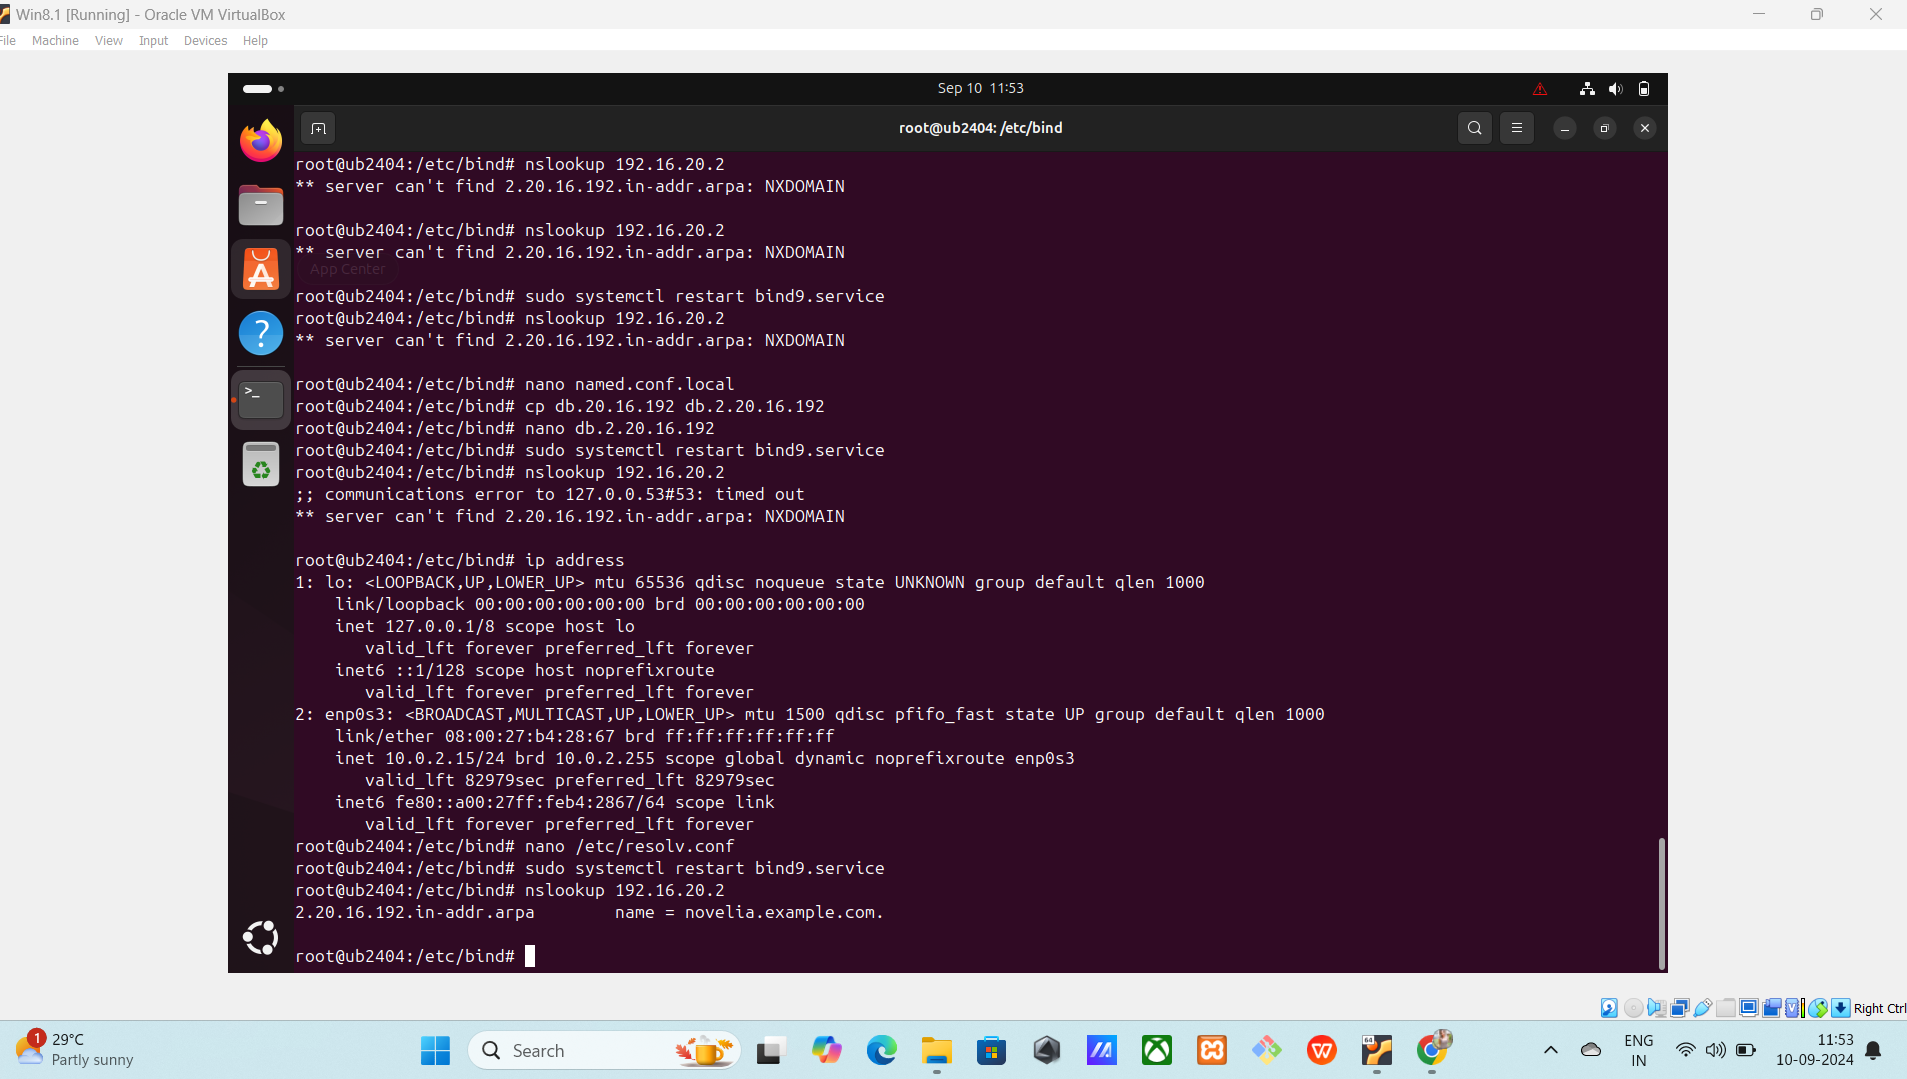 Win8.1 [Running] - Oracle VM VirtualBox
File Machine View Input Devices Help
Sep 10 11:53
root@ub2404: /etc/bind
root@ub2404:/etc/bind# nslookup 192.16.20.2
** server can't find 2.20.16.192.in-addr.arpa: NXDOMAIN
root@ub2404:/etc/bind# nslookup 192.16.20.2
** server can't find 2.20.16.192.in-addr.arpa: NXDOMAIN
App Center
root@ub2404:/etc/bind# sudo systemctl restart bind9.service
root@ub2404:/etc/bind# nslookup 192.16.20.2
** server can't find 2.20.16.192.in-addr.arpa: NXDOMAIN
root@ub2404:/etc/bind# nano named.conf.local
root@ub2404:/etc/bind# cp db.20.16.192 db.2.20.16.192
root@ub2404:/etc/bind# nano db.2.20.16.192
root@ub2404:/etc/bind# sudo systemctl restart bind9.service
root@ub2404:/etc/bind# nslookup 192.16.20.2
;; communications error to 127.0.0.53#53: timed out
** server can't find 2.20.16.192.in-addr.arpa: NXDOMAIN
root@ub2404:/etc/bind# ip address
1: lo: <LOOPBACK,UP,LOWER_UP> mtu 65536 qdisc noqueue state UNKNOWN group default qlen 1000
link/loopback 00:00:00:00:00:00 brd 00:00:00:00:00:00
inet 127.0.0.1/8 scope host lo
valid_lft forever preferred_lft forever
inet6 ::1/128 scope host noprefixroute
valid_lft forever preferred_lft forever
2: enp0s3: <BROADCAST,MULTICAST,UP,LOWER_UP> mtu 1500 qdisc pfifo_fast state UP group default qlen 1000
link/ether 08:00:27:b4:28:67 brd ff:ff:ff:ff:ff:ff
inet 10.0.2.15/24 brd 10.0.2.255 scope global dynamic noprefixroute enp0s3
valid_lft 82979sec preferred_lft 82979sec
inet6 fe80::a00:27ff:feb4:2867/64 scope link
valid_lft forever preferred_lft forever
root@ub2404:/etc/bind# nano /etc/resolv.conf
root@ub2404:/etc/bind# sudo systemctl restart bind9.service
root@ub2404:/etc/bind# nslookup 192.16.20.2
2.20.16.192.in-addr.arpa name = novelia.example.com.
root@ub2404:/etc/bind#
Right Ctrl
1
29°C
Partly sunny
Search
64
ENG
IN
11:53
10-09-2024